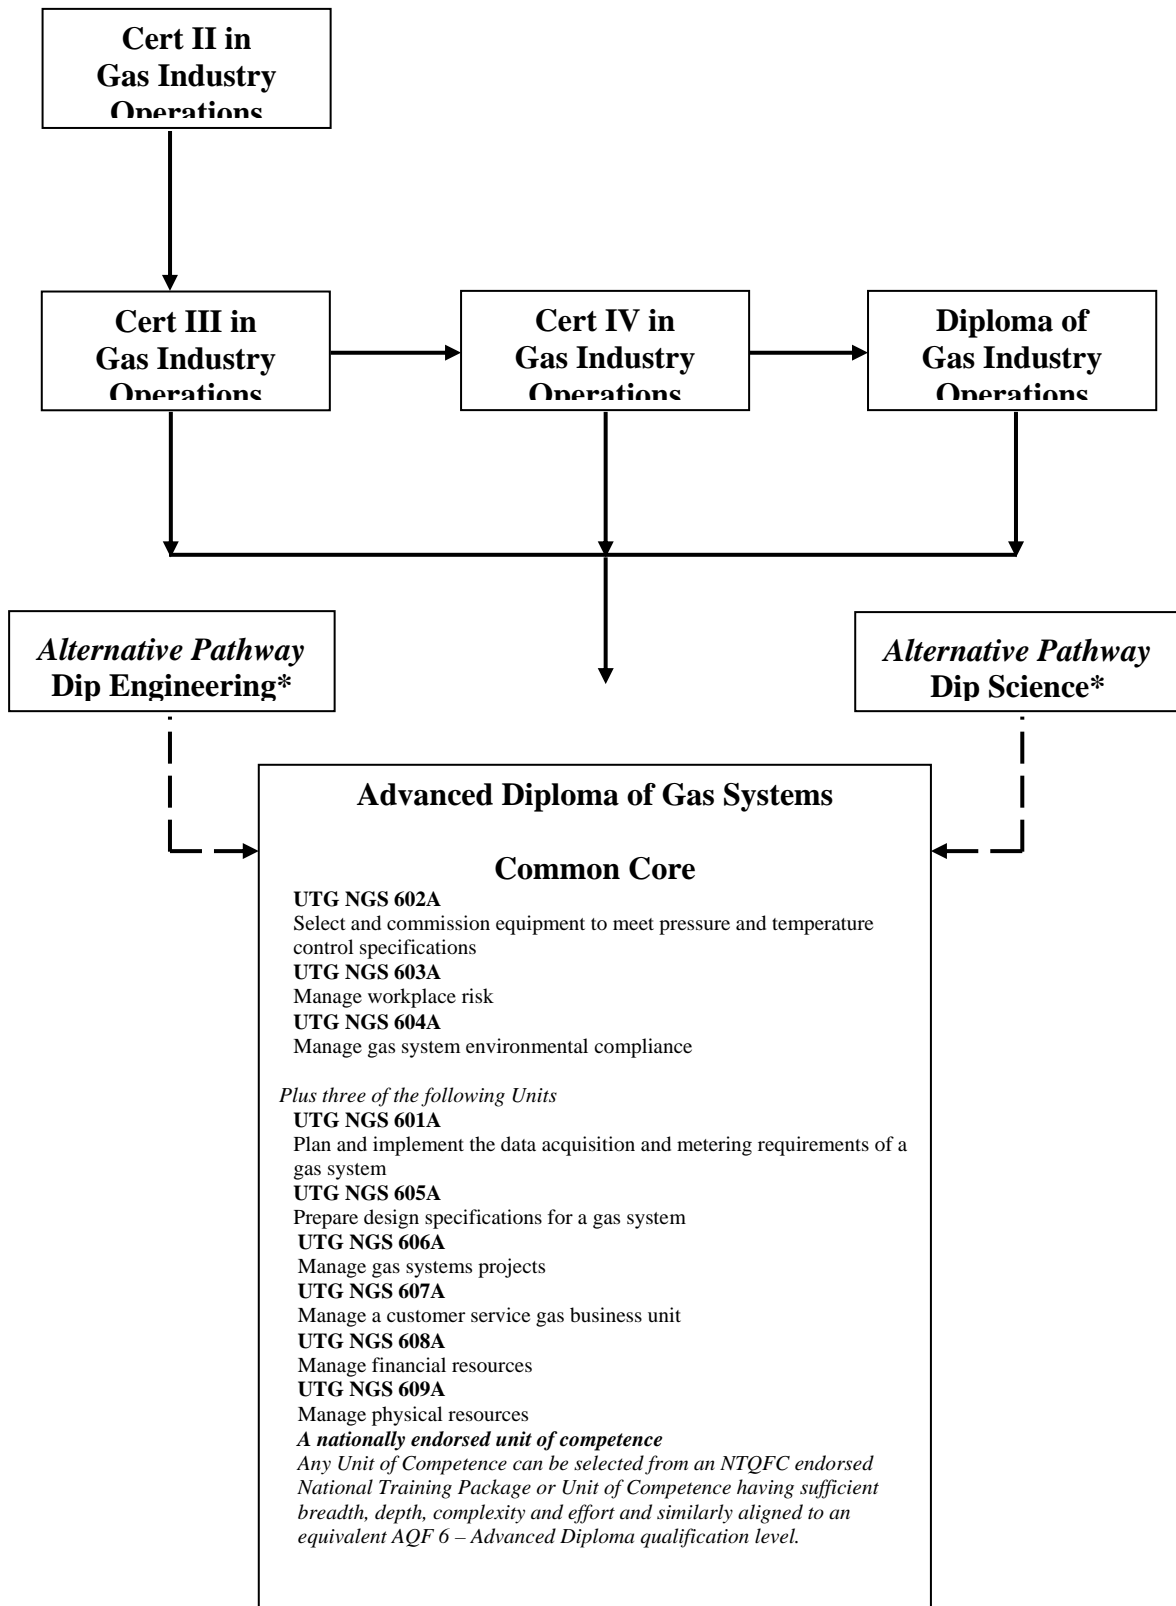 Cert II in
Gas Industry
Operations
Cert III in
Gas Industry
Operations
Cert IV in
Gas Industry
Operations
Diploma of
Gas Industry
Operations
Alternative Pathway
Dip Engineering*
Alternative Pathway
Dip Science*
Advanced Diploma of Gas Systems
Common Core
UTG NGS 602A
Select and commission equipment to meet pressure and temperature
control specifications
UTG NGS 603A
Manage workplace risk
UTG NGS 604A
Manage gas system environmental compliance
Plus three of the following Units
UTG NGS 601A
Plan and implement the data acquisition and metering requirements of a
gas system
UTG NGS 605A
Prepare design specifications for a gas system
UTG NGS 606A
Manage gas systems projects
UTG NGS 607A
Manage a customer service gas business unit
UTG NGS 608A
Manage financial resources
UTG NGS 609A
Manage physical resources
A nationally endorsed unit of competence
Any Unit of Competence can be selected from an NTQFC endorsed
National Training Package or Unit of Competence having sufficient
breadth, depth, complexity and effort and similarly aligned to an
equivalent AQF 6 – Advanced Diploma qualification level.